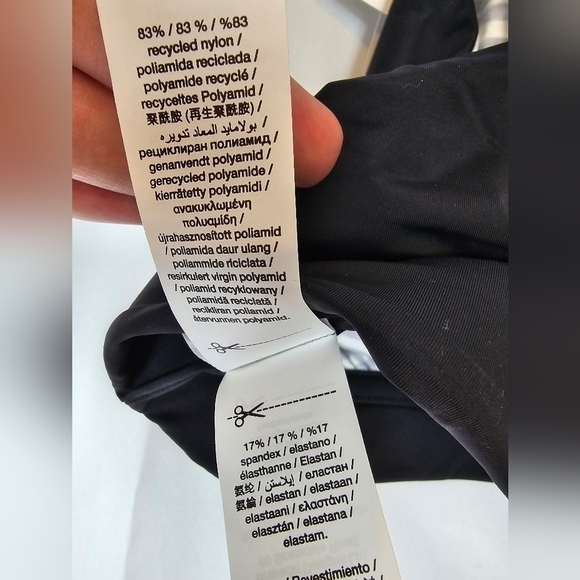 83% / 83 % / %83
recycled nylon /
poliamida reciclada /
polyamide recyclé /
recyceltes Polyamid /
聚酰胺 (再生聚酰胺) /
بولامايد المعاد تدويره /
рециклиран полиамид /
genanvendt polyamid /
gerecyclede polyamide /
kierrätetty polyamidi /
ανακυκλωμένη
πολυαμίδη /
újrahasznosított poliamid
/ poliamida daur ulang /
poliammide riciclata /
resirkulert virgin polyamid
/ poliamid recyklowany /
poliamidă reciclată /
recikliran poliamid /
återvunnen polyamid.
17% / 17 % / %17
spandex / elastano /
élasthanne / Elastan /
氨纶 / إيلاستين / еластан /
氨綸 / elastan / elastaan /
elastaani / ελαστάνη /
elasztán / elastana /
elastam.
/ Revestimiento /